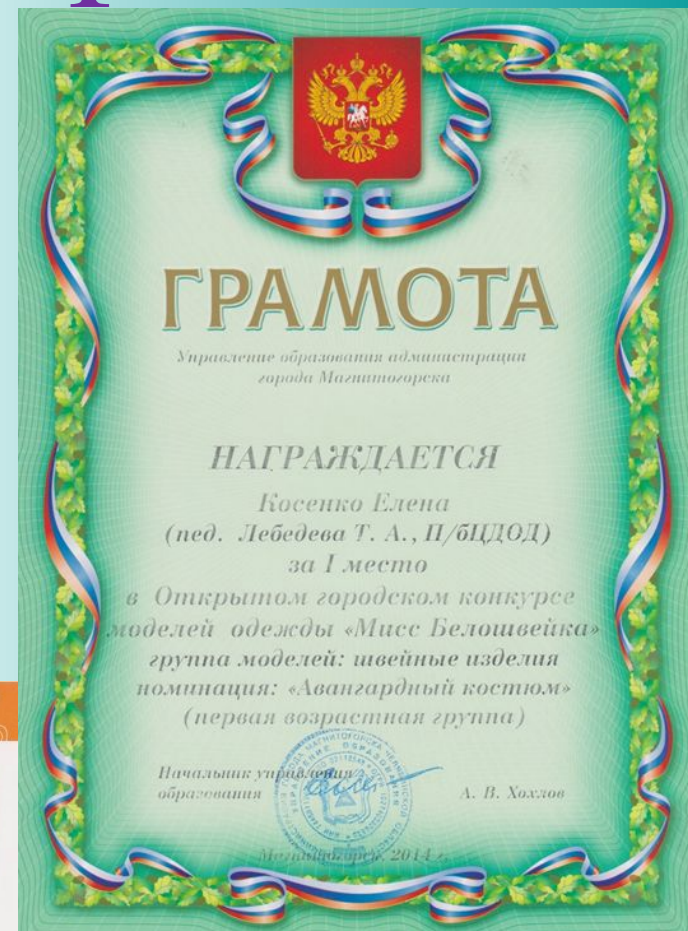 ГРАМОТА
Управление образования администрации
города Магнитогорска
НАГРАЖДАЕТСЯ
Косенко Елена
(пед. Лебедева Т. А., П/бЦДОД)
за I место
в Открытом городском конкурсе
моделей одежды «Мисс Белошвейка»
группа моделей: швейные изделия
номинация: «Авангардный костюм»
(первая возрастная группа)
Начальник управления
образования А. В. Хохлов
Магнитогорск, 2014 г.